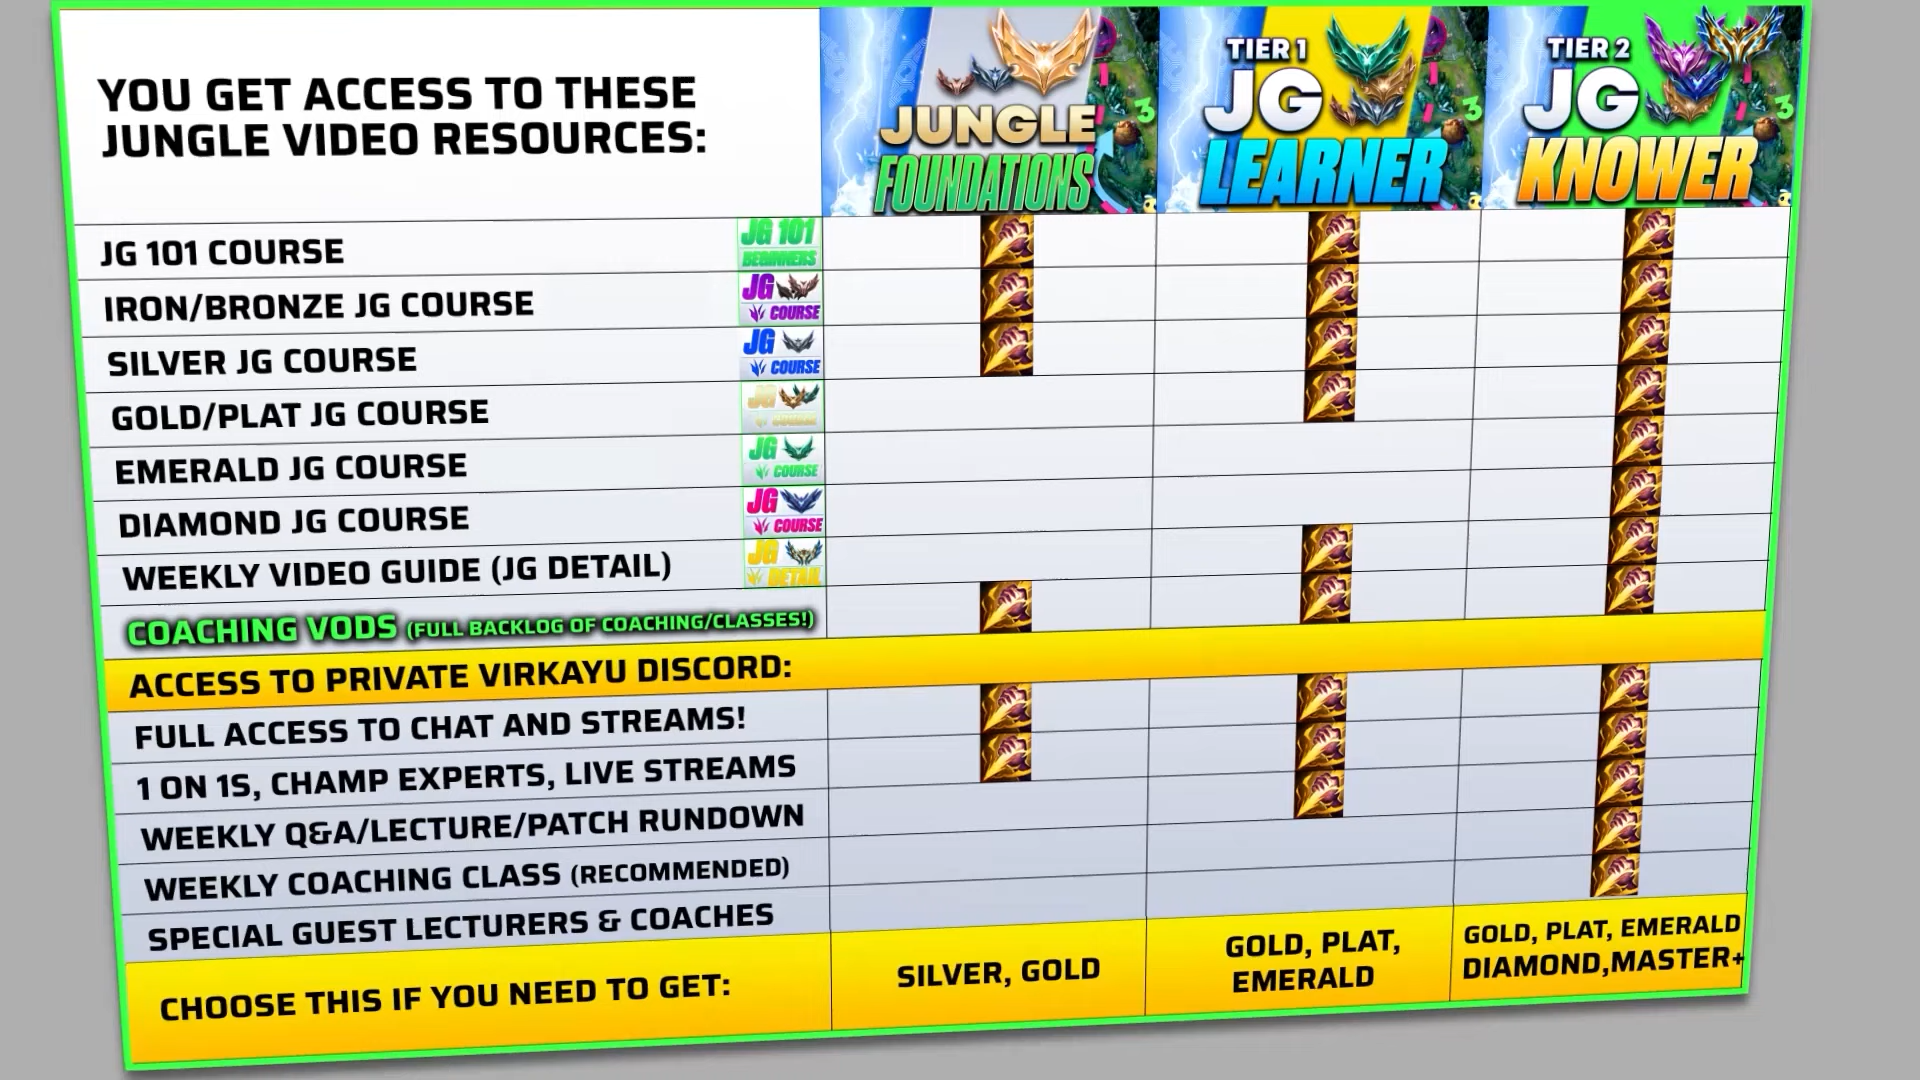 YOU GET ACCESS TO THESE
JUNGLE VIDEO RESOURCES:
JUNGLE
FOUNDATIONS
3
TIER 1
JG
LEARNER
3
TIER 2
JG
KNOWER
3
JG 101 COURSE
JG 101
BEGINNERS
IRON/BRONZE JG COURSE
JG
COURSE
SILVER JG COURSE
JG
COURSE
GOLD/PLAT JG COURSE
JG
EMERALD JG COURSE
JG
COURSE
DIAMOND JG COURSE
JG
COURSE
WEEKLY VIDEO GUIDE (JG DETAIL)
JG
DETAIL
COACHING VODS (FULL BACKLOG OF COACHING/CLASSES!)
ACCESS TO PRIVATE VIRKAYU DISCORD:
FULL ACCESS TO CHAT AND STREAMS!
1 ON 1S, CHAMP EXPERTS, LIVE STREAMS
WEEKLY Q&A/LECTURE/PATCH RUNDOWN
WEEKLY COACHING CLASS (RECOMMENDED)
SPECIAL GUEST LECTURERS & COACHES
CHOOSE THIS IF YOU NEED TO GET:
SILVER, GOLD
GOLD, PLAT,
EMERALD
GOLD, PLAT, EMERALD
DIAMOND,MASTER+